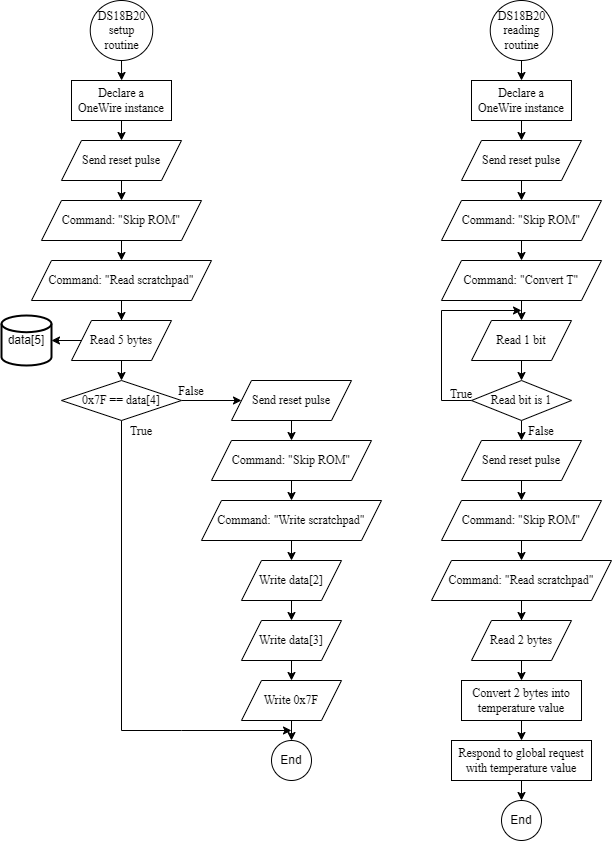 DS18B20
setup
routine
Declare a
OneWire instance
Send reset pulse
Command: "Skip ROM"
Command: "Read scratchpad"
Read 5 bytes
data[5]
0x7F == data[4]
False
True
Send reset pulse
Command: "Skip ROM"
Command: "Write scratchpad"
Write data[2]
Write data[3]
Write 0x7F
End
DS18B20
reading
routine
Declare a
OneWire instance
Send reset pulse
Command: "Skip ROM"
Command: "Convert T"
Read 1 bit
True
Read bit is 1
False
Send reset pulse
Command: "Skip ROM"
Command: "Read scratchpad"
Read 2 bytes
Convert 2 bytes into
temperature value
Respond to global request
with temperature value
End